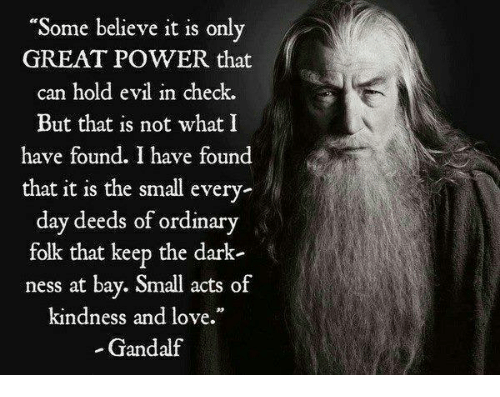 “Some believe it is only
GREAT POWER that
can hold evil in check.
But that is not what I
have found. I have found
that it is the small every-
day deeds of ordinary
folk that keep the dark-
ness at bay. Small acts of
kindness and love.”
- Gandalf